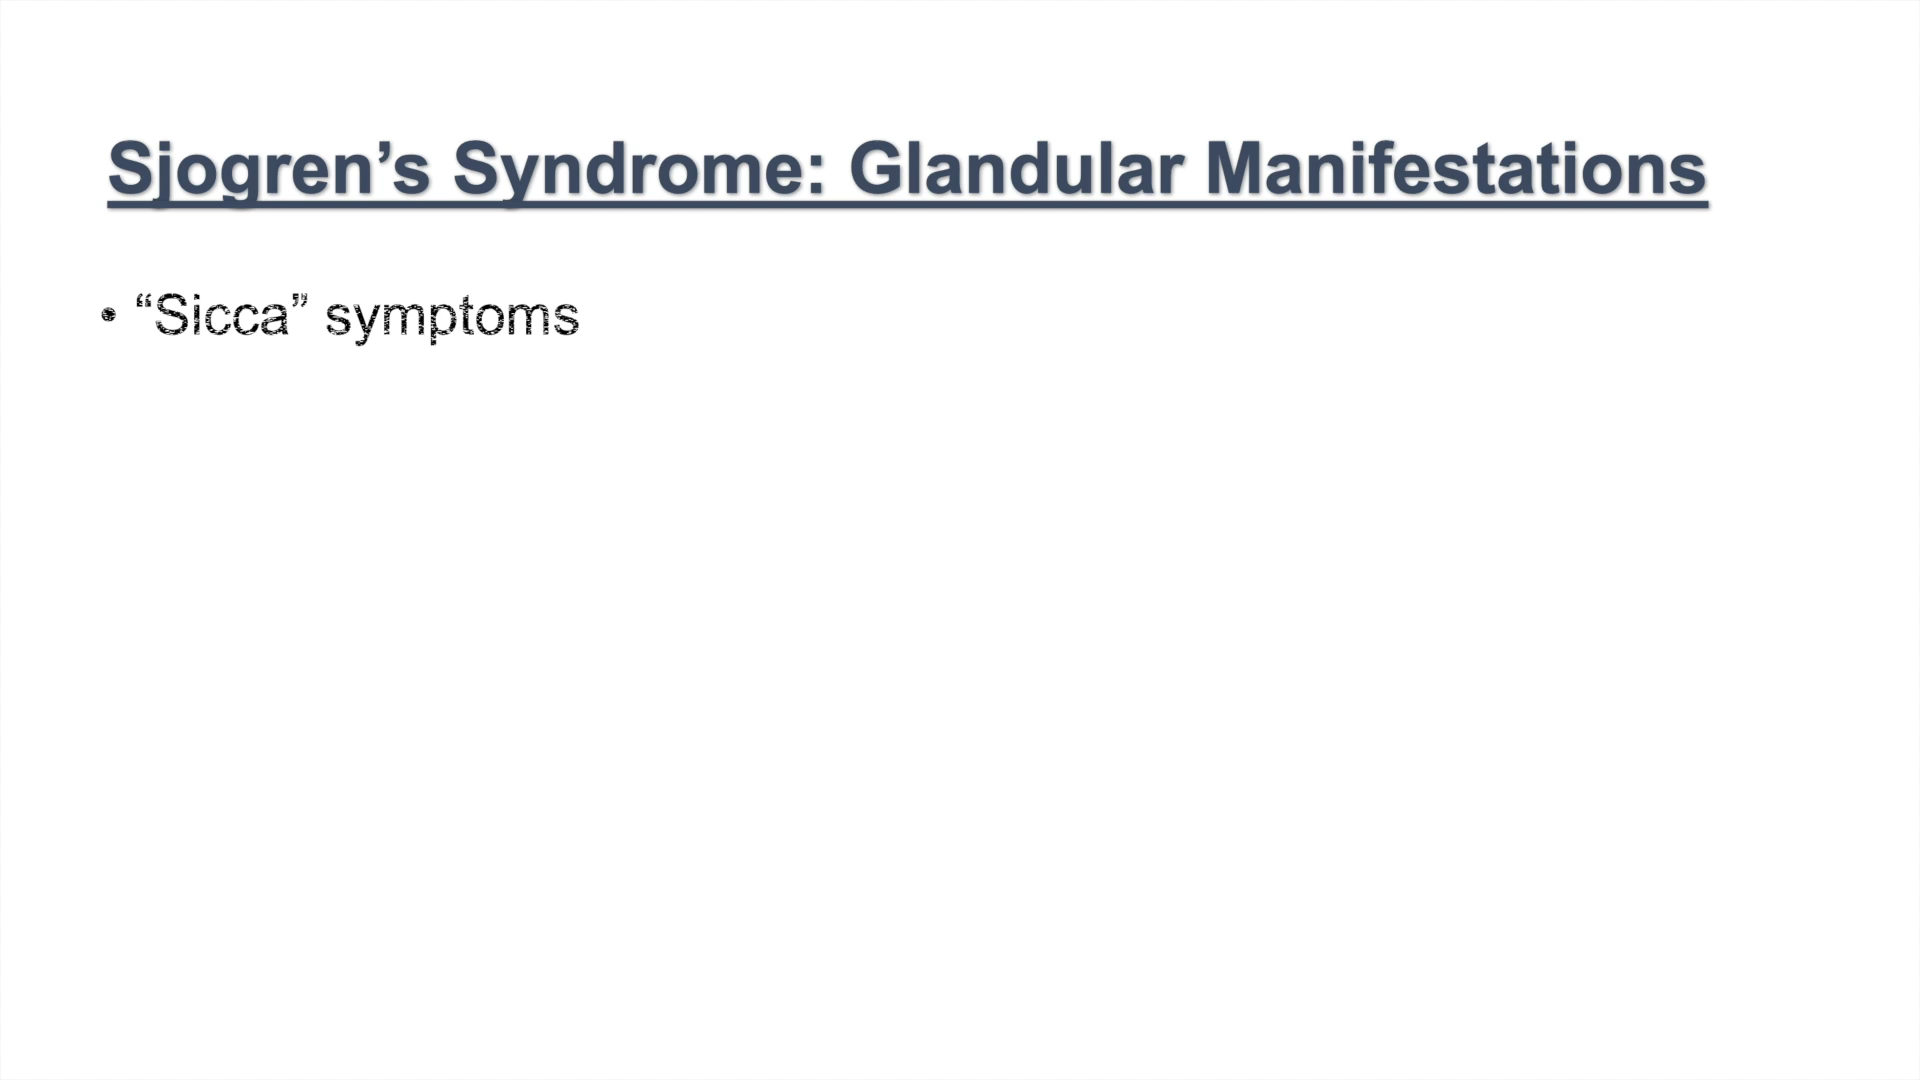 Sjogren’s Syndrome: Glandular Manifestations
• “Sicca” symptoms